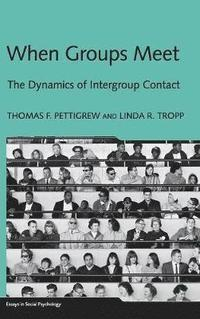 When Groups Meet
The Dynamics of Intergroup Contact
THOMAS F. PETTIGREW AND LINDA R. TROPP
Essays in Social Psychology